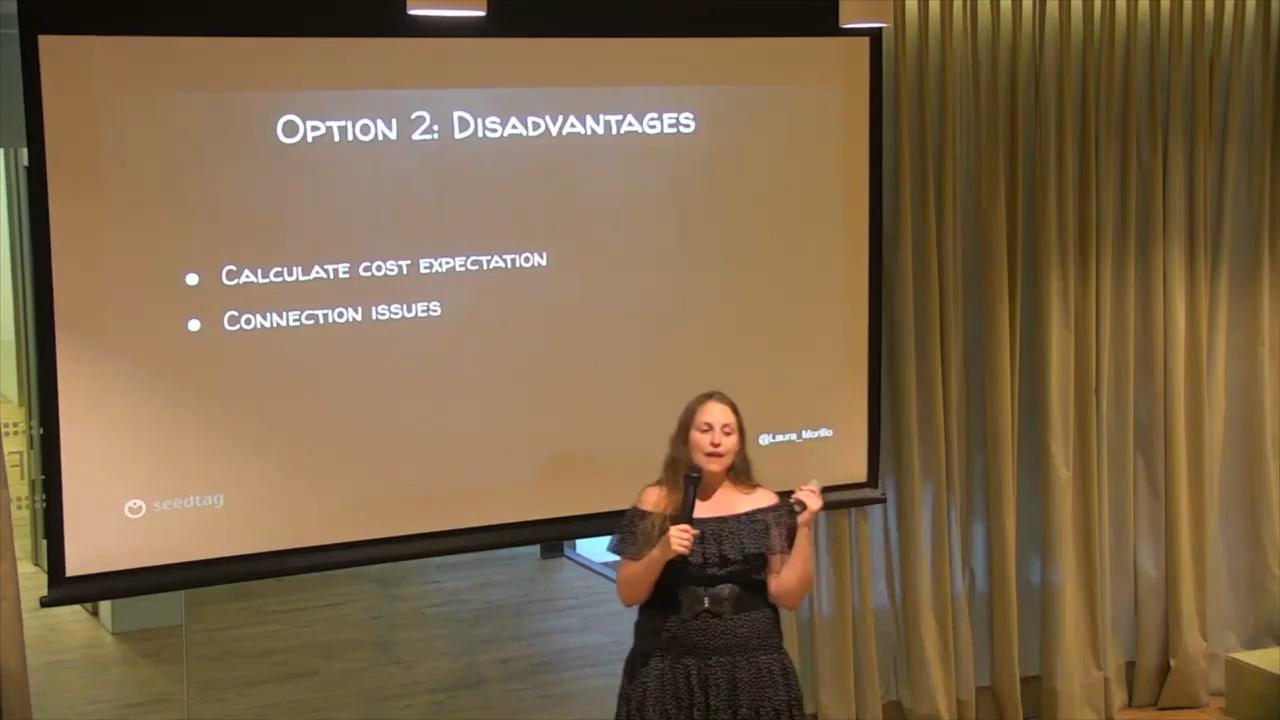 Option 2: Disadvantages
● Calculate cost expectation
● Connection issues
@Laura_Morillo
seedtag